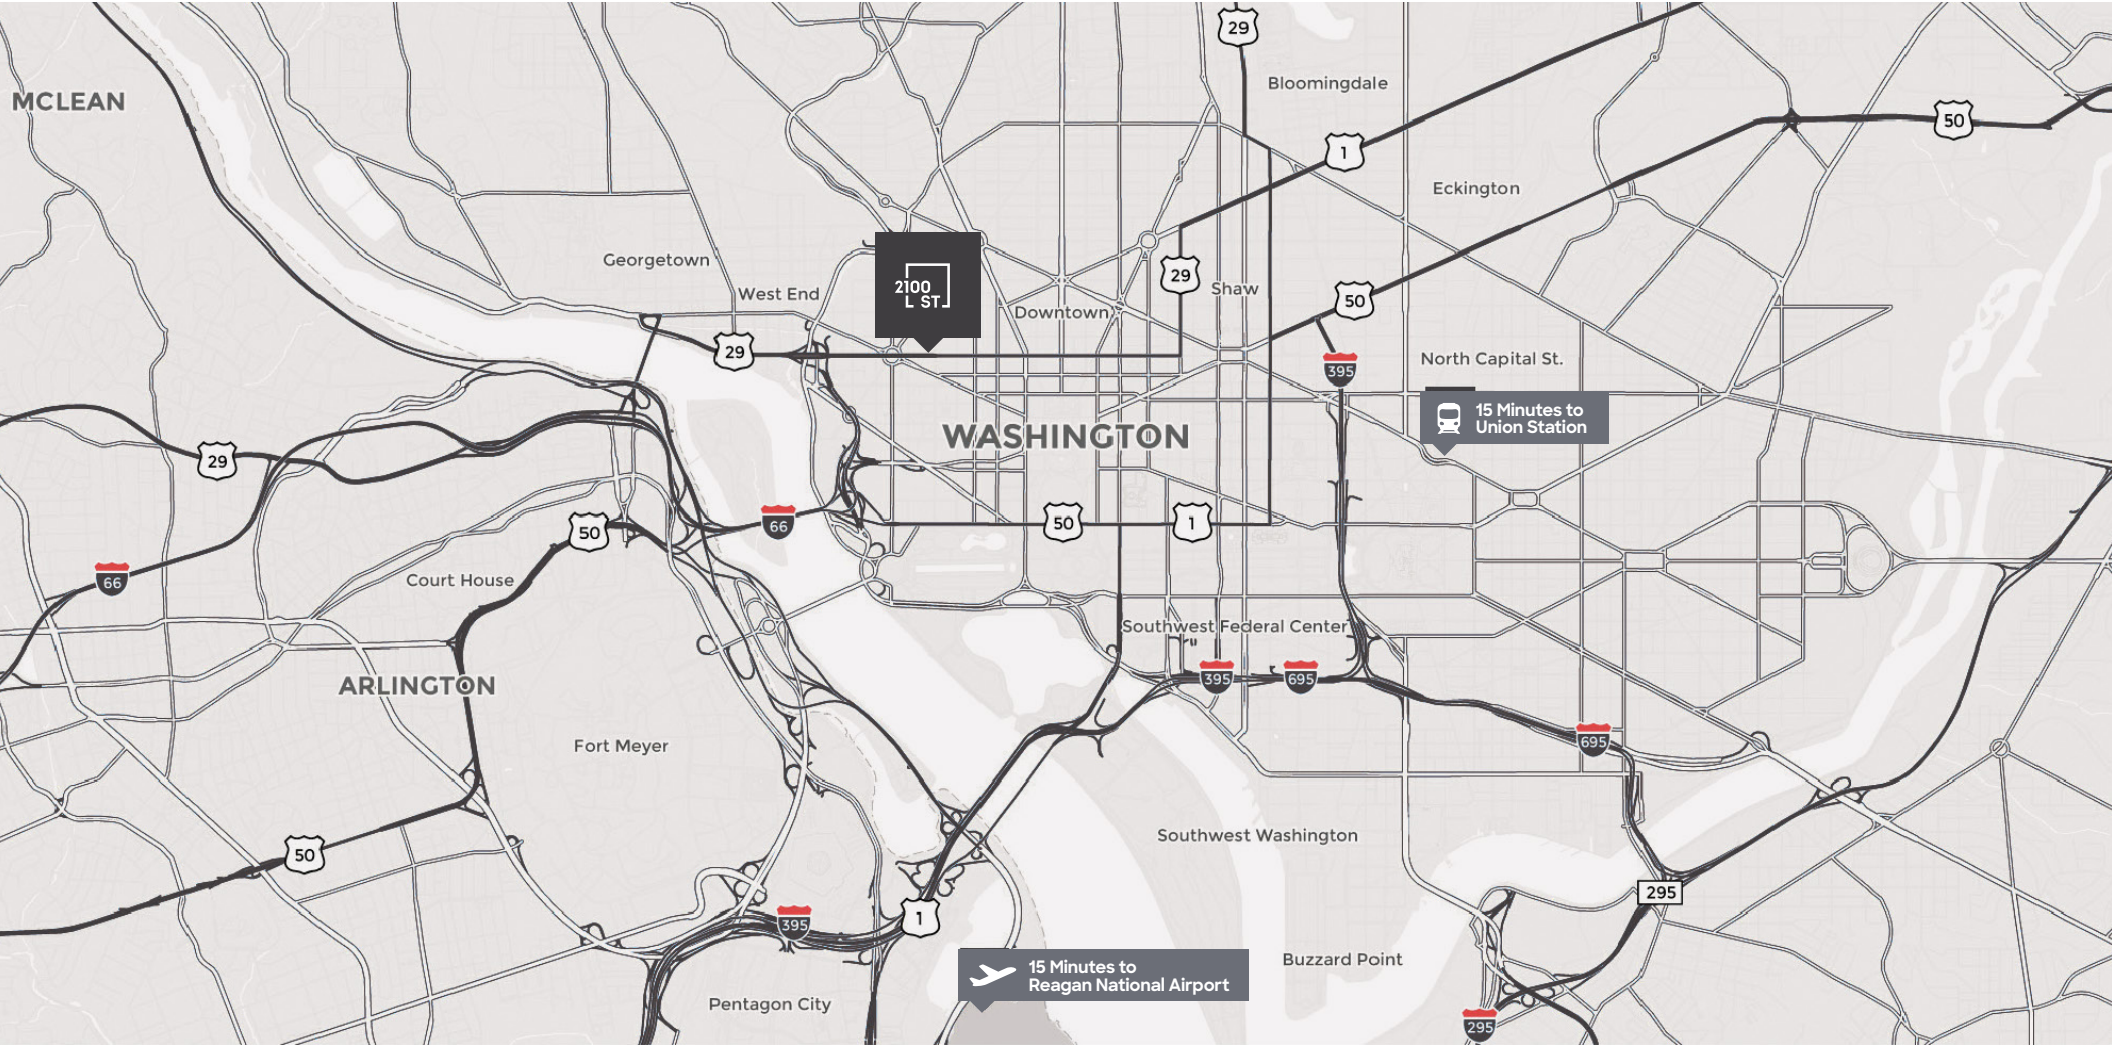 29
Bloomingdale
MCLEAN
50
1
Eckington
Georgetown
29
2100
L ST
West End
Shaw
50
Downtown
29
395
North Capital St.
15 Minutes to
Union Station
WASHINGTON
29
66
50
50
1
66
Court House
Southwest Federal Center
ARLINGTON
395
695
Fort Meyer
695
Southwest Washington
50
295
395
1
Buzzard Point
15 Minutes to
Reagan National Airport
Pentagon City
295